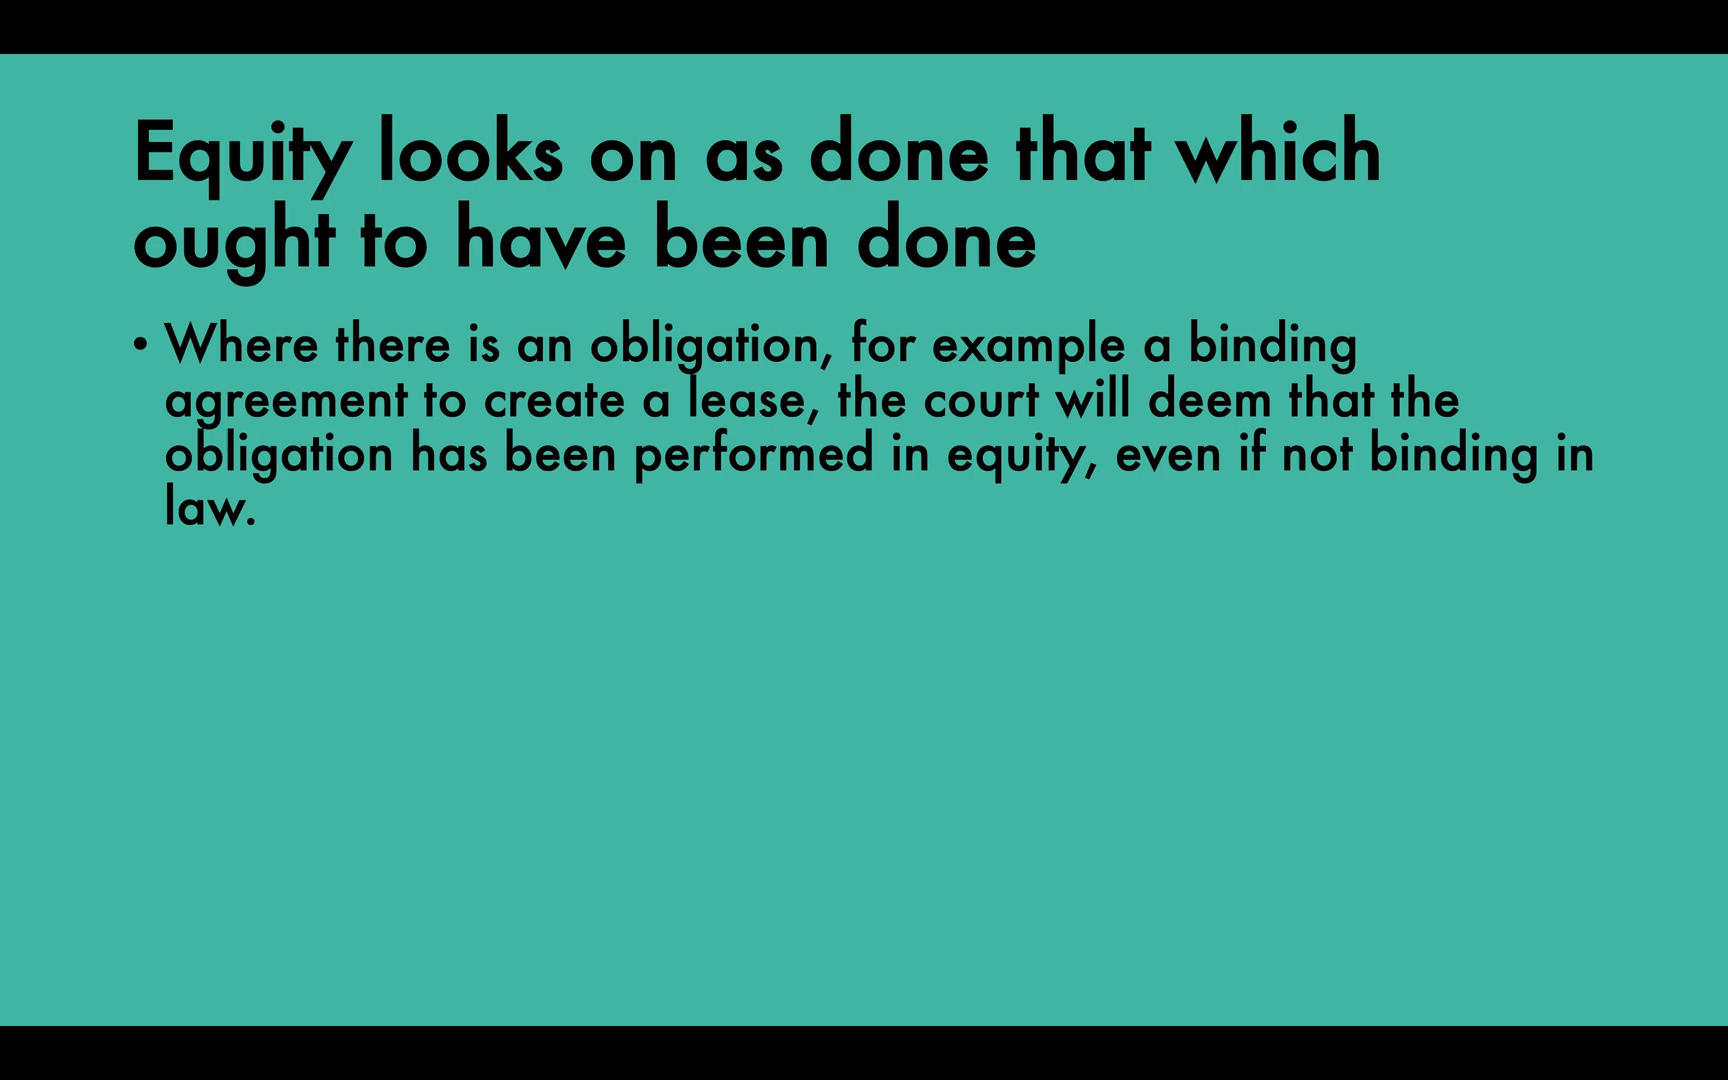 Equity looks on as done that which
ought to have been done
• Where there is an obligation, for example a binding
agreement to create a lease, the court will deem that the
obligation has been performed in equity, even if not binding in
law.